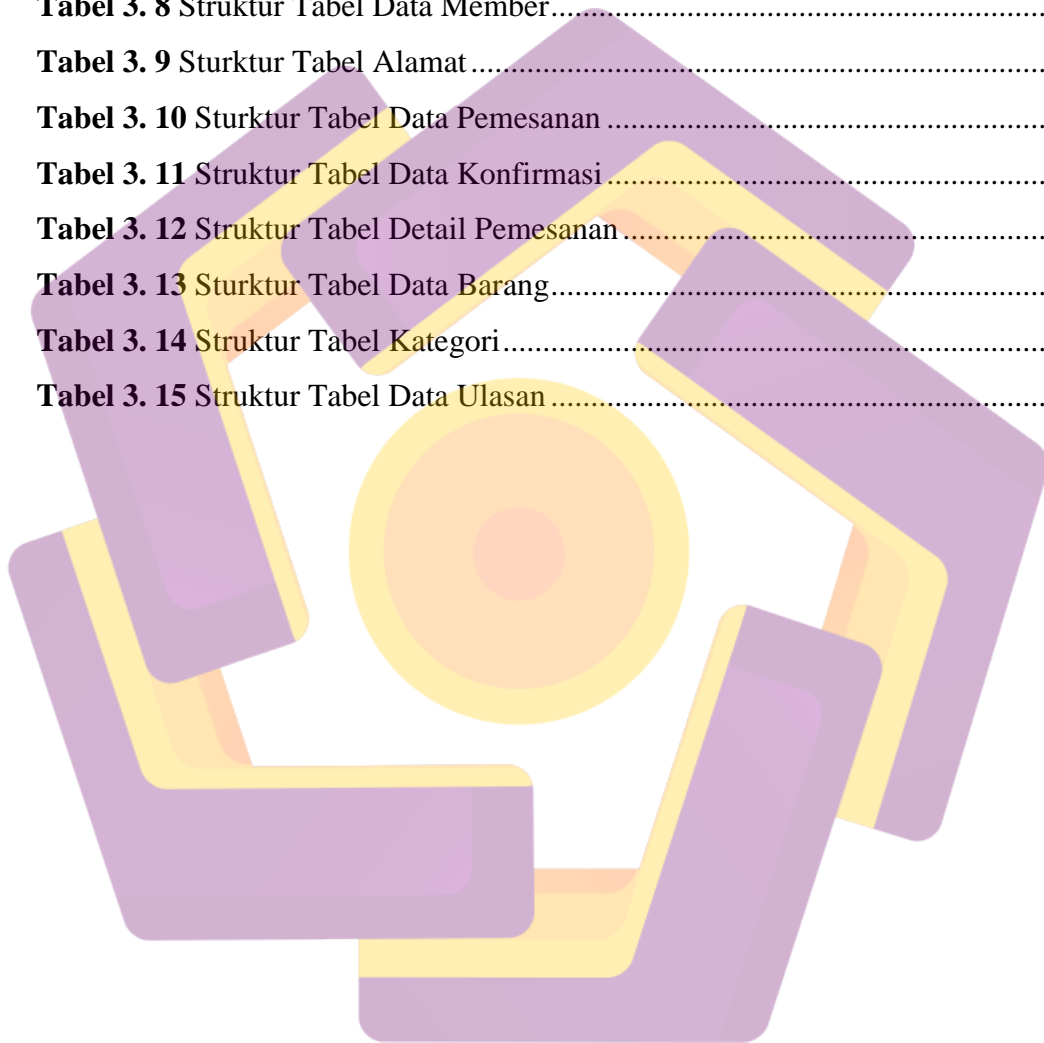 Tabel 3. 8 Struktur Tabel Data Member............................................................
Tabel 3. 9 Sturktur Tabel Alamat............................................................
Tabel 3. 10 Sturktur Tabel Data Pemesanan............................................................
Tabel 3. 11 Struktur Tabel Data Konfirmasi............................................................
Tabel 3. 12 Struktur Tabel Detail Pemesanan............................................................
Tabel 3. 13 Sturktur Tabel Data Barang............................................................
Tabel 3. 14 Struktur Tabel Kategori............................................................
Tabel 3. 15 Struktur Tabel Data Ulasan............................................................